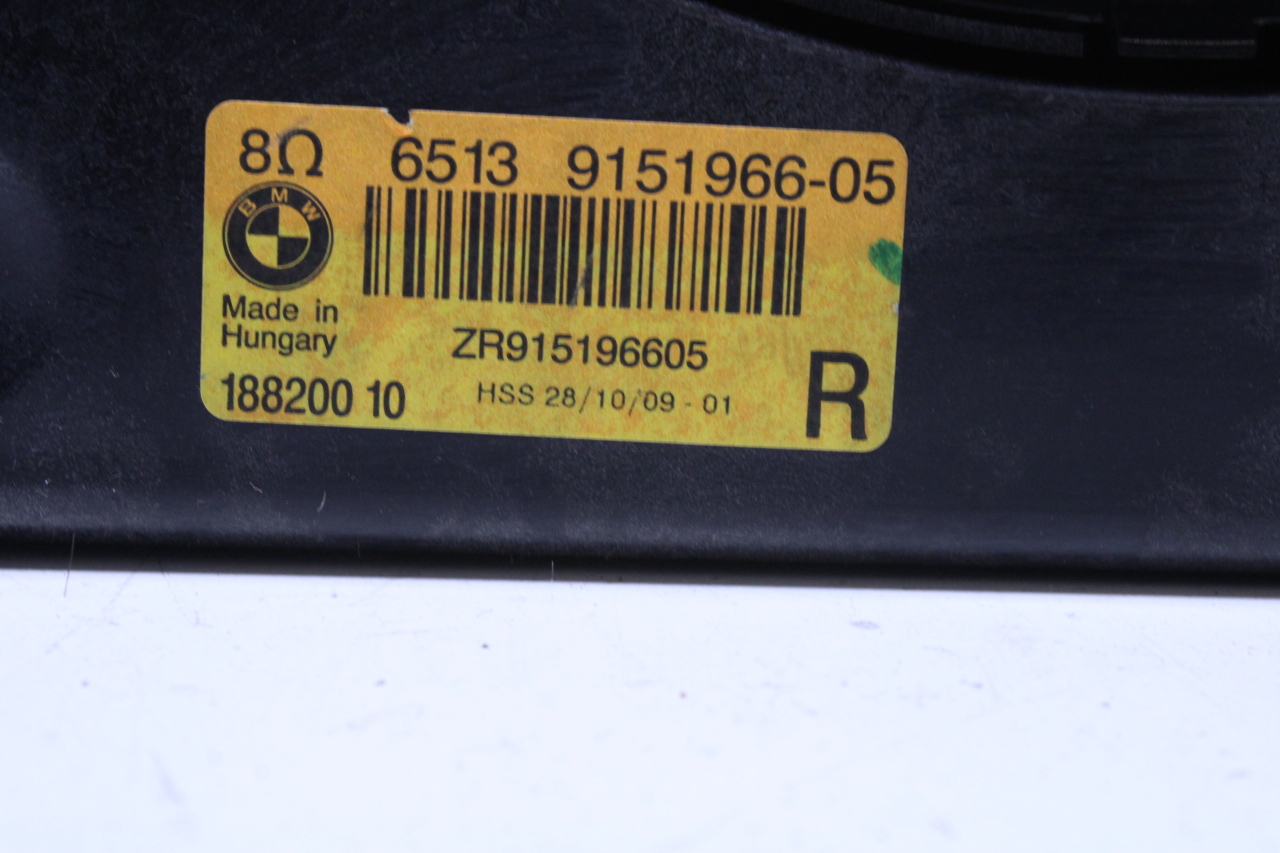 8Ω 6513 9151966-05
BMW
Made in
Hungary
ZR915196605
188200 10
HSS 28/10/09 - 01
R